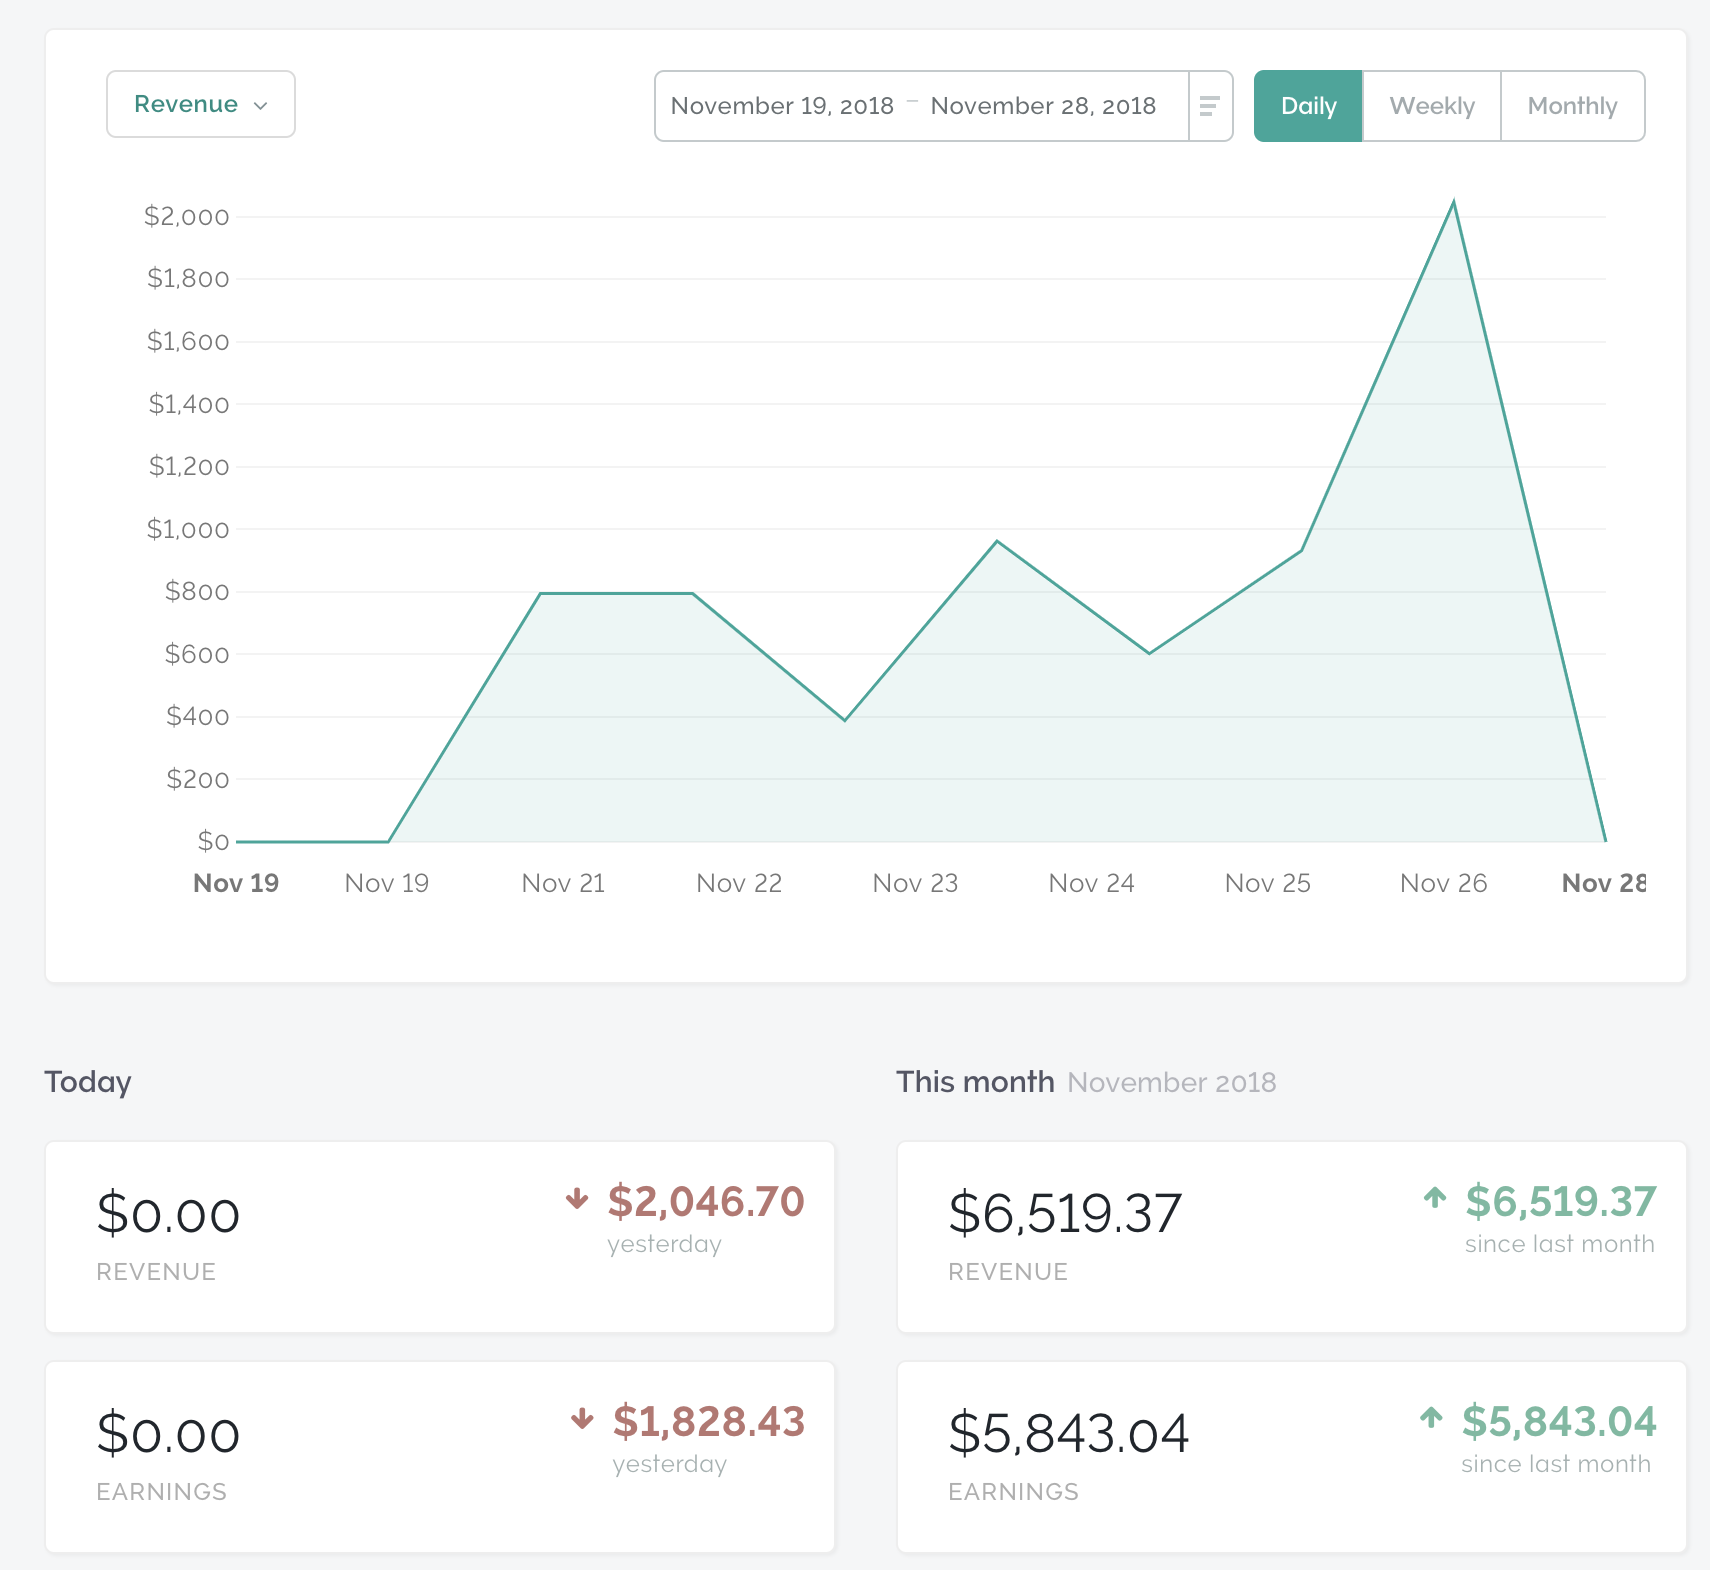 Revenue
November 19, 2018 – November 28, 2018
Daily Weekly Monthly
$2,000
$1,800
$1,600
$1,400
$1,200
$1,000
$800
$600
$400
$200
$0
Nov 19 Nov 19 Nov 21 Nov 22 Nov 23 Nov 24 Nov 25 Nov 26 Nov 28
Today
$0.00
REVENUE
$2,046.70
yesterday
$0.00
EARNINGS
$1,828.43
yesterday
This month November 2018
$6,519.37
REVENUE
$6,519.37
since last month
$5,843.04
EARNINGS
$5,843.04
since last month